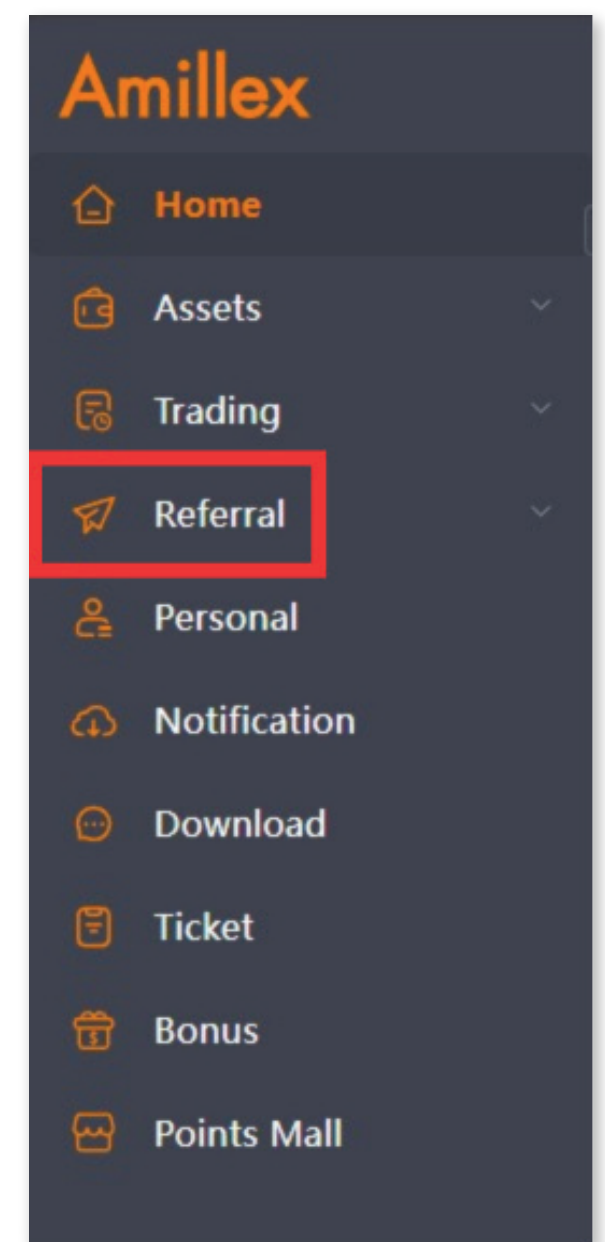 Amillex
Home
Assets
Trading
Referral
Personal
Notification
Download
Ticket
Bonus
Points Mall